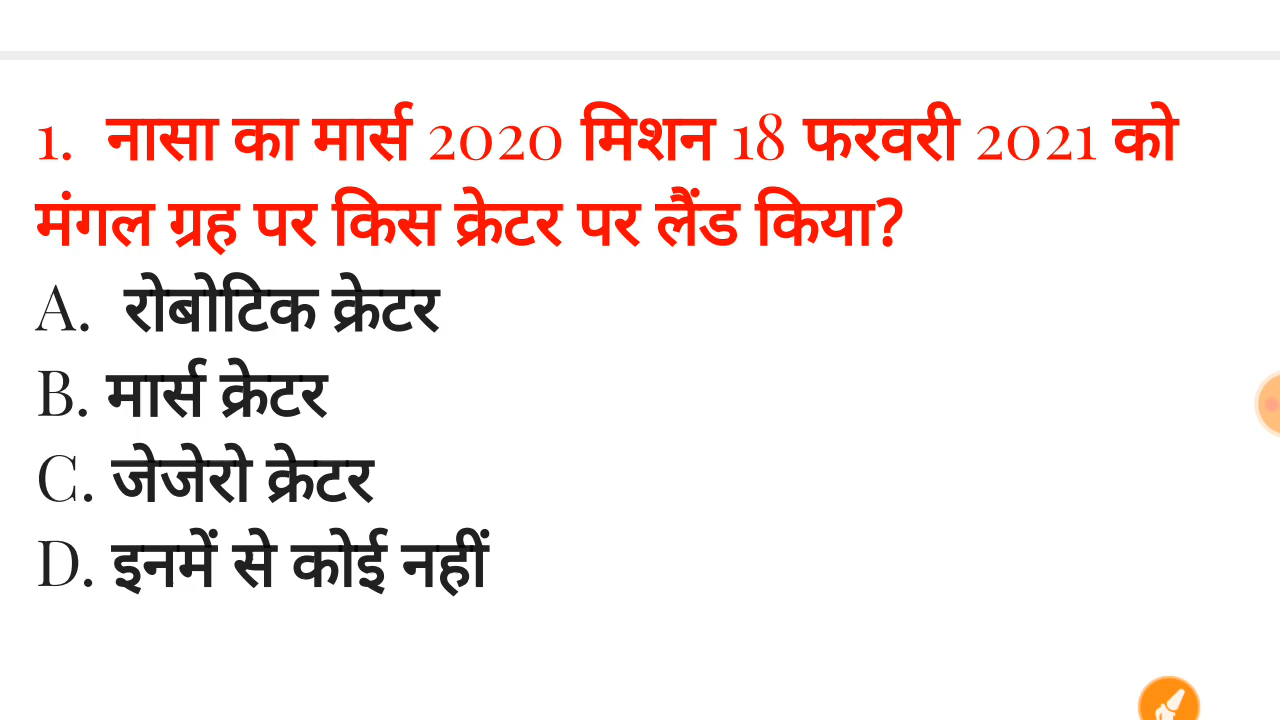 1. नासा का मार्स 2020 मिशन 18 फरवरी 2021 को
मंगल ग्रह पर किस क्रेटर पर लैंड किया?
A. रोबोटिक क्रेटर
B. मार्स क्रेटर
C. जेजेरो क्रेटर
D. इनमें से कोई नहीं